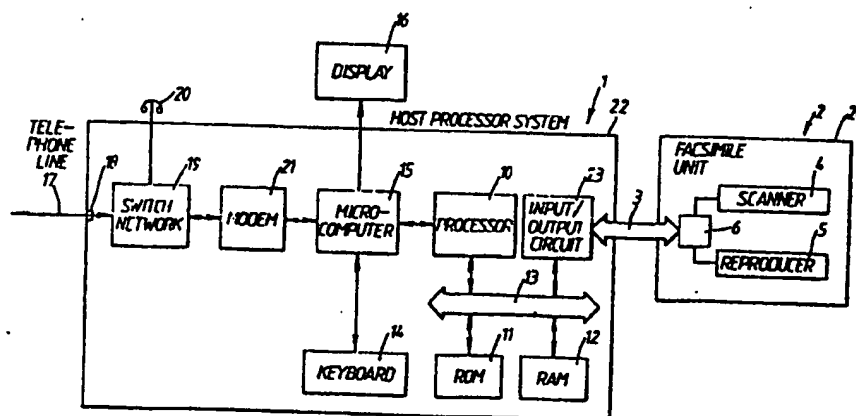 16
DISPLAY
20
1
HOST PROCESSOR SYSTEM
22
2
TELE-
PHONE
LINE
17
18
19
SWITCH
NETWORK
21
MODEM
15
MICRO-
COMPUTER
10
PROCESSOR
23
INPUT/
OUTPUT
CIRCUIT
3
FACSIMILE
UNIT
4
SCANNER
6
5
REPRODUCER
13
14
KEYBOARD
11
ROM
12
RAM